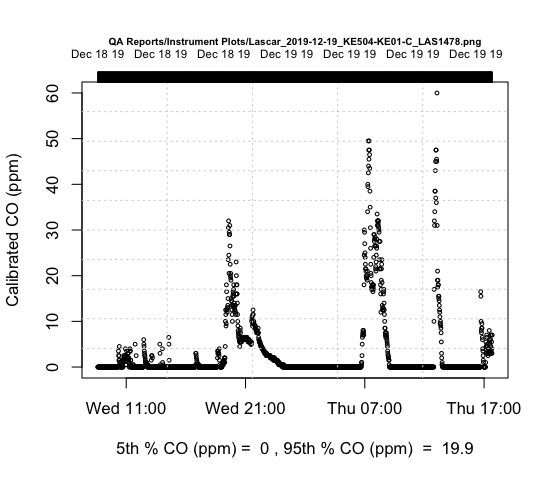 QA Reports/Instrument Plots/Lascar_2019-12-19_KE504-KE01-C_LAS1478.png
Dec 18 19 Dec 18 19 Dec 18 19 Dec 19 19 Dec 19 19 Dec 19 19 Dec 19 19
Calibrated CO (ppm)
60
50
40
30
20
10
0
Wed 11:00 Wed 21:00 Thu 07:00 Thu 17:00
5th % CO (ppm) = 0 , 95th % CO (ppm) = 19.9